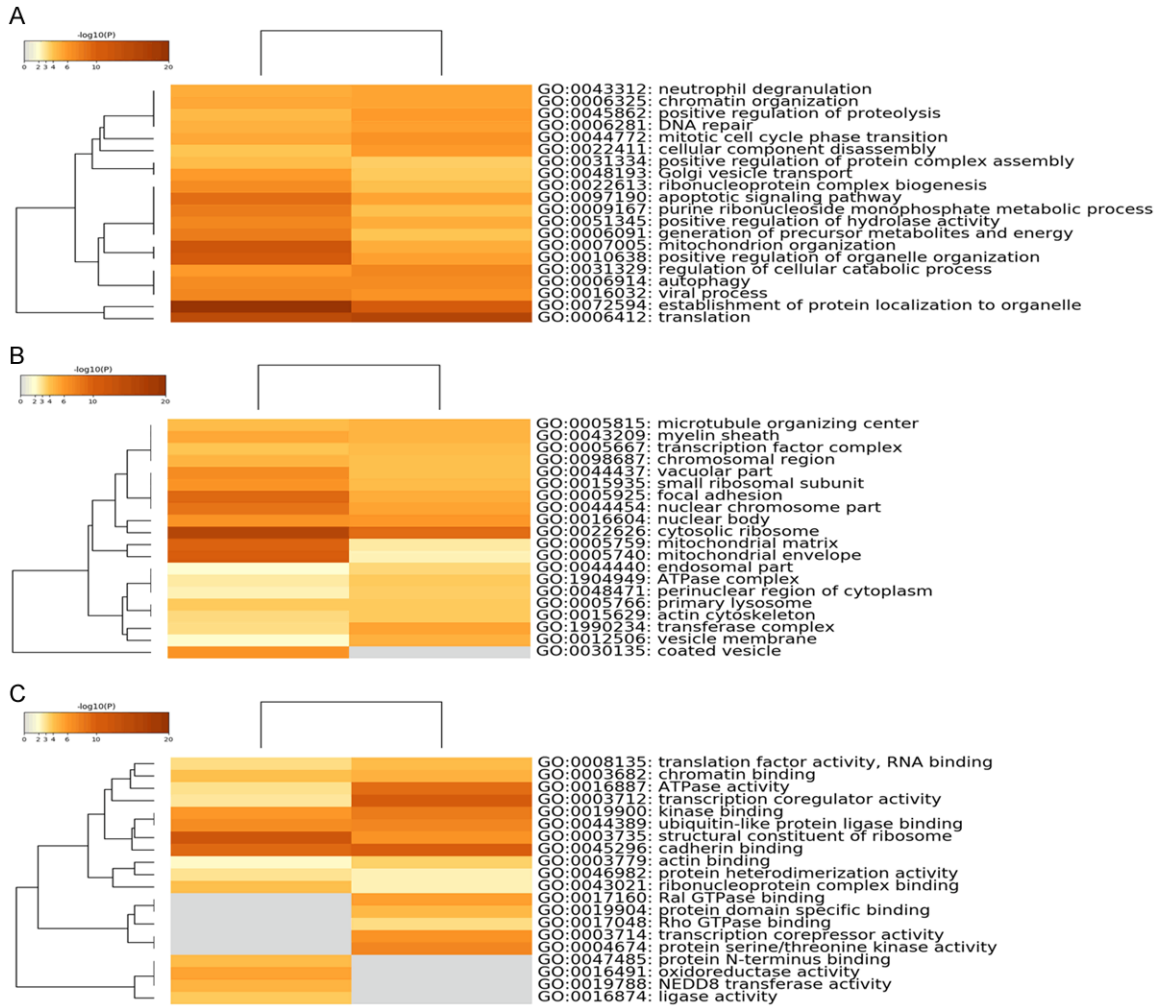 A
-log10(P)
0 2 3 4 6 10 20
GO:0043312: neutrophil degranulation
GO:0006325: chromatin organization
GO:0045862: positive regulation of proteolysis
GO:0006281: DNA repair
GO:0044772: mitotic cell cycle phase transition
GO:0022411: cellular component disassembly
GO:0031334: positive regulation of protein complex assembly
GO:0048193: Golgi vesicle transport
GO:0022613: ribonucleoprotein complex biogenesis
GO:0097190: apoptotic signaling pathway
GO:0009167: purine ribonucleoside monophosphate metabolic process
GO:0051345: positive regulation of hydrolase activity
GO:0006091: generation of precursor metabolites and energy
GO:0007005: mitochondrion organization
GO:0010638: positive regulation of organelle organization
GO:0031329: regulation of cellular catabolic process
GO:0006914: autophagy
GO:0016032: viral process
GO:0072594: establishment of protein localization to organelle
GO:0006412: translation
B
-log10(P)
0 2 3 4 6 10 20
GO:0005815: microtubule organizing center
GO:0043209: myelin sheath
GO:0005667: transcription factor complex
GO:0098687: chromosomal region
GO:0044437: vacuolar part
GO:0015935: small ribosomal subunit
GO:0005925: focal adhesion
GO:0044454: nuclear chromosome part
GO:0016604: nuclear body
GO:0022626: cytosolic ribosome
GO:0005759: mitochondrial matrix
GO:0005740: mitochondrial envelope
GO:0044440: endosomal part
GO:1904949: ATPase complex
GO:0048471: perinuclear region of cytoplasm
GO:0005766: primary lysosome
GO:0015629: actin cytoskeleton
GO:1990234: transferase complex
GO:0012506: vesicle membrane
GO:0030135: coated vesicle
C
-log10(P)
0 2 3 4 6 10 20
GO:0008135: translation factor activity, RNA binding
GO:0003682: chromatin binding
GO:0016887: ATPase activity
GO:0003712: transcription coregulator activity
GO:0019900: kinase binding
GO:0044389: ubiquitin-like protein ligase binding
GO:0003735: structural constituent of ribosome
GO:0045296: cadherin binding
GO:0003779: actin binding
GO:0046982: protein heterodimerization activity
GO:0043021: ribonucleoprotein complex binding
GO:0017160: Ral GTPase binding
GO:0019904: protein domain specific binding
GO:0017048: Rho GTPase binding
GO:0003714: transcription corepressor activity
GO:0004674: protein serine/threonine kinase activity
GO:0047485: protein N-terminus binding
GO:0016491: oxidoreductase activity
GO:0019788: NEDD8 transferase activity
GO:0016874: ligase activity